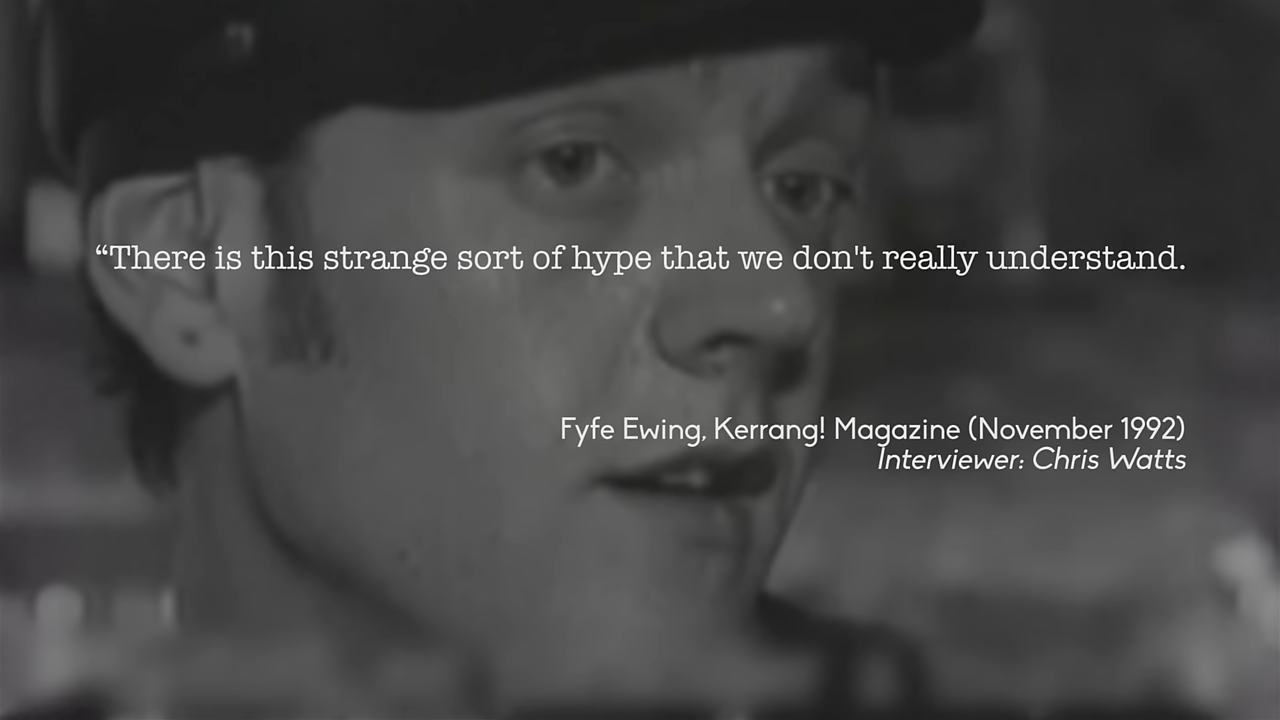 “There is this strange sort of hype that we don't really understand.
Fyfe Ewing, Kerrang! Magazine (November 1992)
Interviewer: Chris Watts